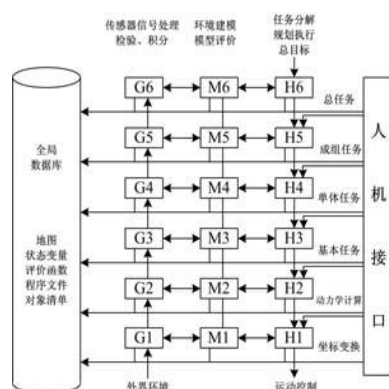 传感器信号处理 环境建模 任务分解
检验、积分 模型评价 规划执行
总目标
G6 M6 H6
总任务
G5 M5 H5
成组任务
G4 M4 H4
单体任务
G3 M3 H3
基本任务
G2 M2 H2
动力学计算
G1 M1 H1
坐标变换
外界环境 运动控制
全局
数据库
地图
状态变量
评价函数
程序文件
对象清单
人
机
接
口